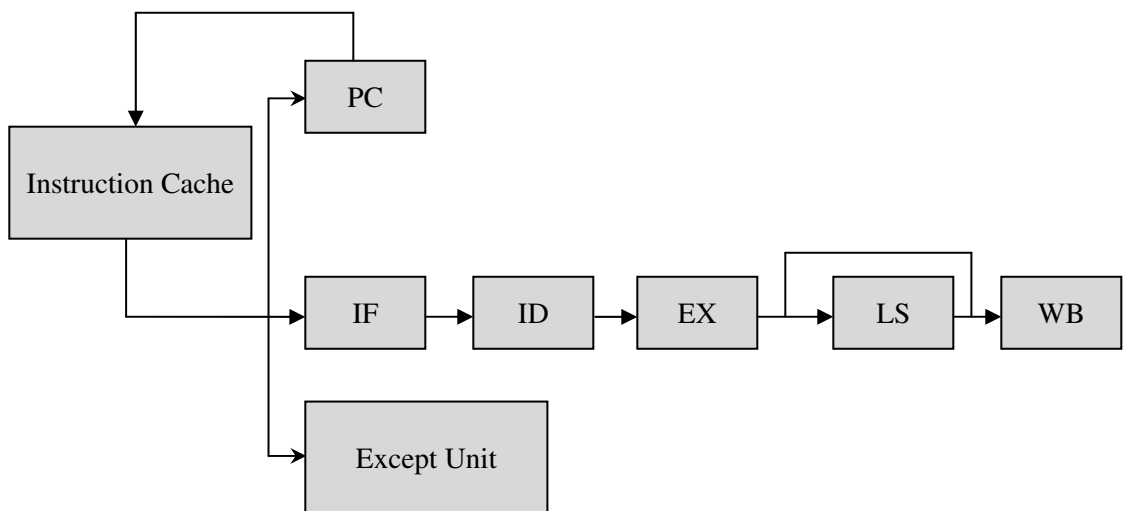 PC
Instruction Cache
IF
ID
EX
LS
WB
Except Unit